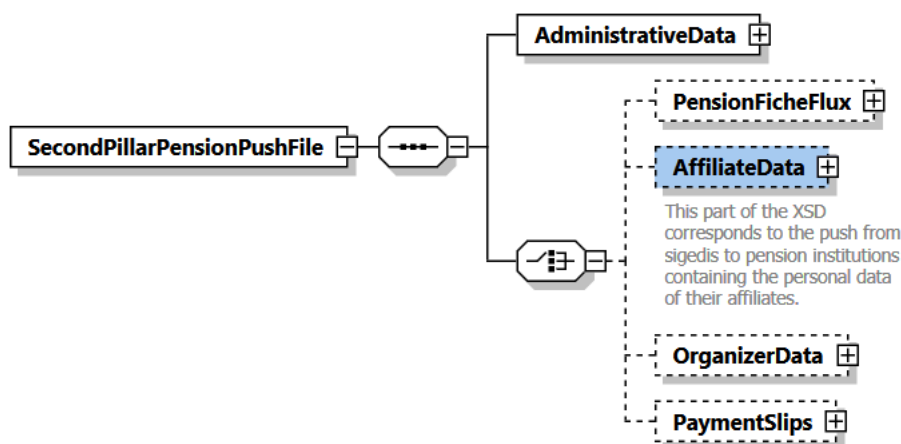 AdministrativeData
PensionFicheFlux
SecondPillarPensionPushFile
AffiliateData
This part of the XSD
corresponds to the push from
sigedis to pension institutions
containing the personal data
of their affiliates.
OrganizerData
PaymentSlips